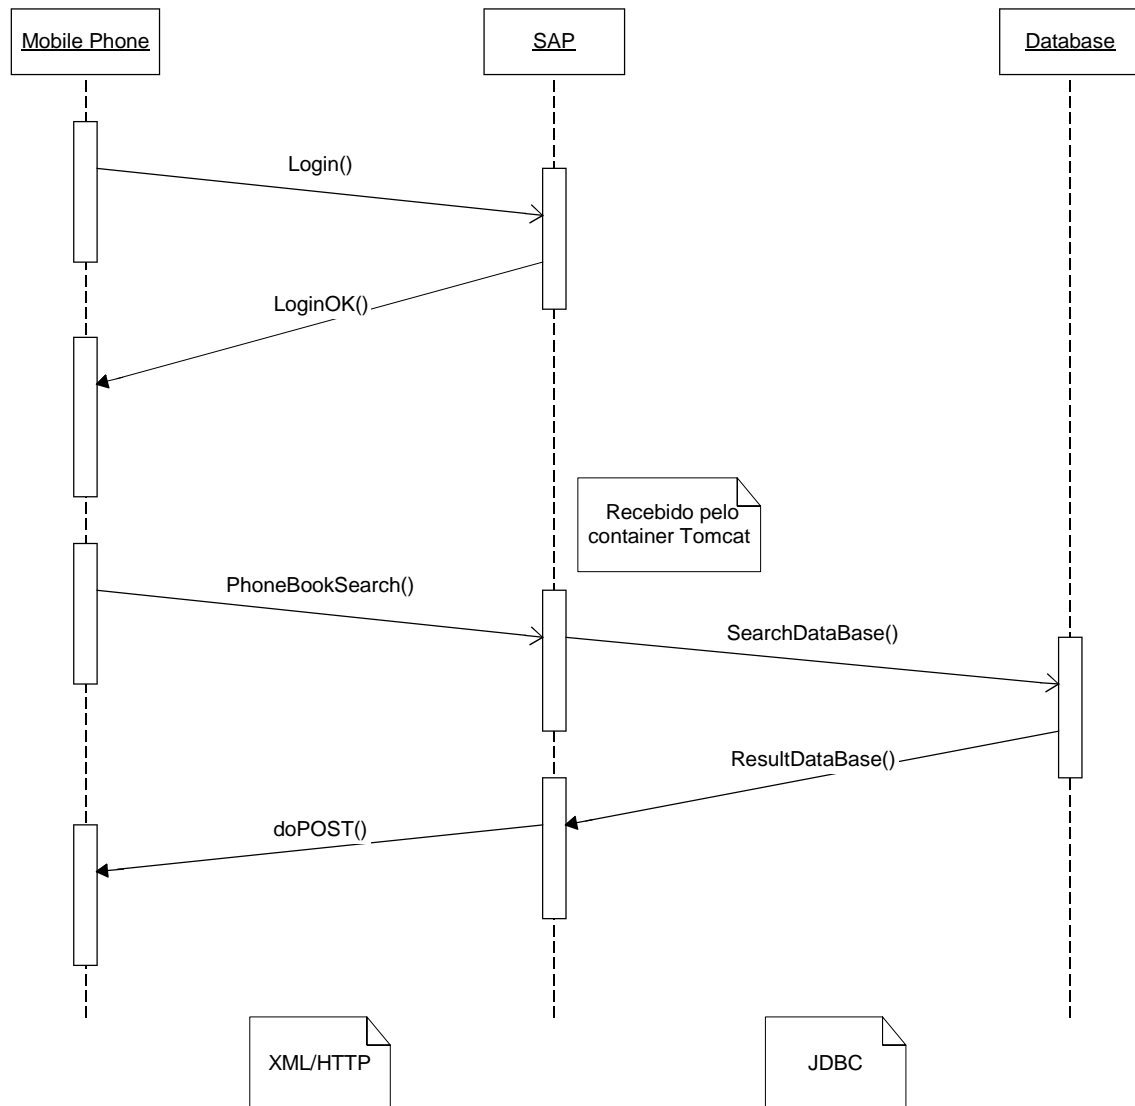 Mobile Phone
SAP
Database
Login()
LoginOK()
Recebido pelo
container Tomcat
PhoneBookSearch()
SearchDataBase()
ResultDataBase()
doPOST()
XML/HTTP
JDBC